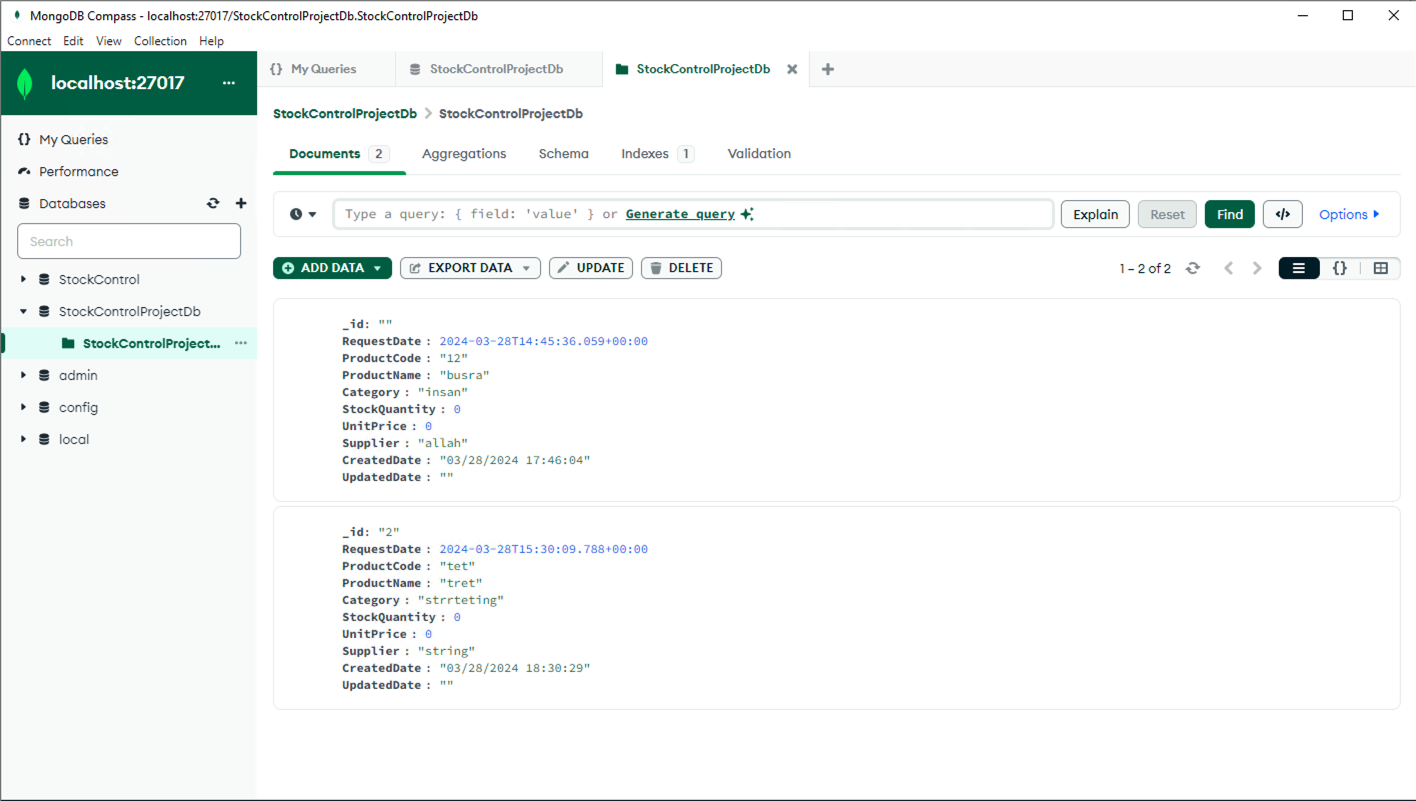 MongoDB Compass - localhost:27017/StockControlProjectDb.StockControlProjectDb
Connect Edit View Collection Help
localhost:27017 ...
{} My Queries
StockControlProjectDb
StockControlProjectDb
My Queries
Performance
Databases
Search
StockControl
StockControlProjectDb
StockControlProject... ...
admin
config
local
StockControlProjectDb > StockControlProjectDb
Documents 2 Aggregations Schema Indexes 1 Validation
Type a query: { field: 'value' } or Generate query Explain Reset Find </> Options
ADD DATA EXPORT DATA UPDATE DELETE 1 – 2 of 2 {}
_id: ""
RequestDate : 2024-03-28T14:45:36.059+00:00
ProductCode : "12"
ProductName : "busra"
Category : "insan"
StockQuantity : 0
UnitPrice : 0
Supplier : "allah"
CreatedDate : "03/28/2024 17:46:04"
UpdatedDate : ""
_id: "2"
RequestDate : 2024-03-28T15:30:09.788+00:00
ProductCode : "tet"
ProductName : "tret"
Category : "strrteting"
StockQuantity : 0
UnitPrice : 0
Supplier : "string"
CreatedDate : "03/28/2024 18:30:29"
UpdatedDate : ""